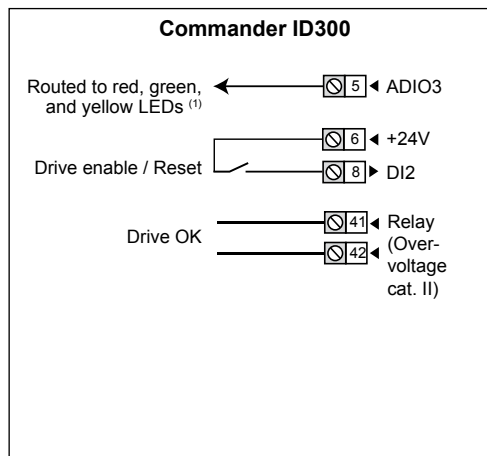 Commander ID300
Routed to red, green,
and yellow LEDs (1)
5
ADIO3
6
+24V
Drive enable / Reset
8
DI2
Drive OK
41
Relay
(Over-
42
voltage
cat. II)